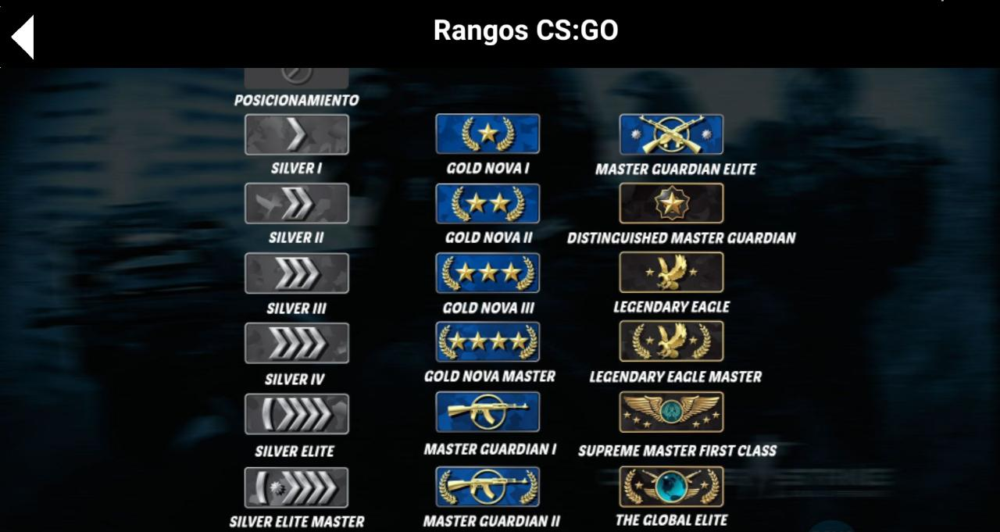 Rangos CS:GO
POSICIONAMIENTO
SILVER I
GOLD NOVA I
MASTER GUARDIAN ELITE
SILVER II
GOLD NOVA II
DISTINGUISHED MASTER GUARDIAN
SILVER III
GOLD NOVA III
LEGENDARY EAGLE
SILVER IV
GOLD NOVA MASTER
LEGENDARY EAGLE MASTER
SILVER ELITE
MASTER GUARDIAN I
SUPREME MASTER FIRST CLASS
SILVER ELITE MASTER
MASTER GUARDIAN II
THE GLOBAL ELITE